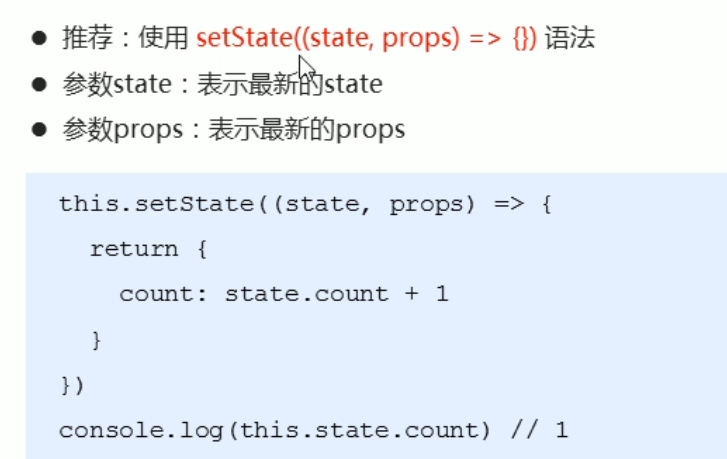 ● 推荐：使用 setState((state, props) => {}) 语法
● 参数state：表示最新的state
● 参数props：表示最新的props
this.setState((state, props) => {
  return {
    count: state.count + 1
  }
})
console.log(this.state.count) // 1